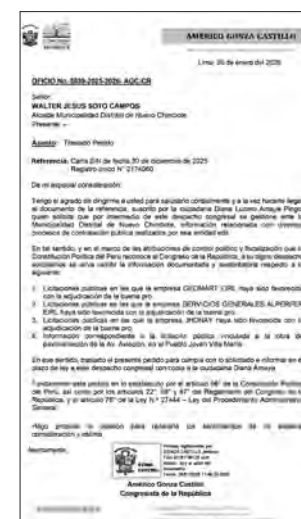 AMÉRICO GONZA CASTILLO
Lima, 26 de enero del 2026
OFICIO No. 5839-2025-2026- AGC-CR
Señor:
WALTER JESUS SOTO CAMPOS
Alcalde Municipalidad Distrital de Nuevo Chimbote
Presente. –
Asunto: Traslado Pedido
Referencia: Carta S/N de fecha 30 de diciembre de 2025
Registro único N° 2174060
De mi especial consideración:
Tengo el agrado de dirigirme a usted para saludarlo cordialmente y a la vez hacerle llegar
el documento de la referencia, suscrito por la ciudadana Diana Lucero Amaya Pingo
quien solicita que por intermedio de este despacho congresal se gestione ante la
Municipalidad Distrital de Nuevo Chimbote, información relacionada con diversos
procesos de contratación pública realizados por esa entidad edil.
En tal sentido, y en el marco de las atribuciones de control político y fiscalización que la
Constitución Política del Perú reconoce al Congreso de la República, a su digno despacho
solicitamos se sirva remitir la información documentada y sustentatoria respecto a lo
siguiente:
1. Licitaciones públicas en las que la empresa GEOMART EIRL haya sido favorecida
con la adjudicación de la buena pro.
2. Licitaciones públicas en las que la empresa SERVICIOS GENERALES ALPERFER
EIRL haya sido favorecida con la adjudicación de la buena pro.
3. Licitaciones públicas en las que la empresa JHOHAY haya sido favorecida con la
adjudicación de la buena pro.
4. Información correspondiente a la licitación pública vinculada a la obra de
pavimentación de la Av. Aviación, en el Pueblo Joven Villa María.
En ese sentido, traslado el presente pedido para cumpla con lo solicitado e informar en el
plazo de ley a este despacho congresal con copia a la ciudadana Diana Amaya.
Fundamento este pedido en lo establecido por el artículo 96° de la Constitución Política
del Perú, así como por los artículos 22° y 87° del Reglamento del Congreso de la
República, y el artículo 76° de la Ley N.° 27444 – Ley del Procedimiento Administrativo
General.
Hago propicia la ocasión para reiterarle los sentimientos de mi especial
consideración y estima.
Atentamente,
Américo Gonza Castillo
Congresista de la República